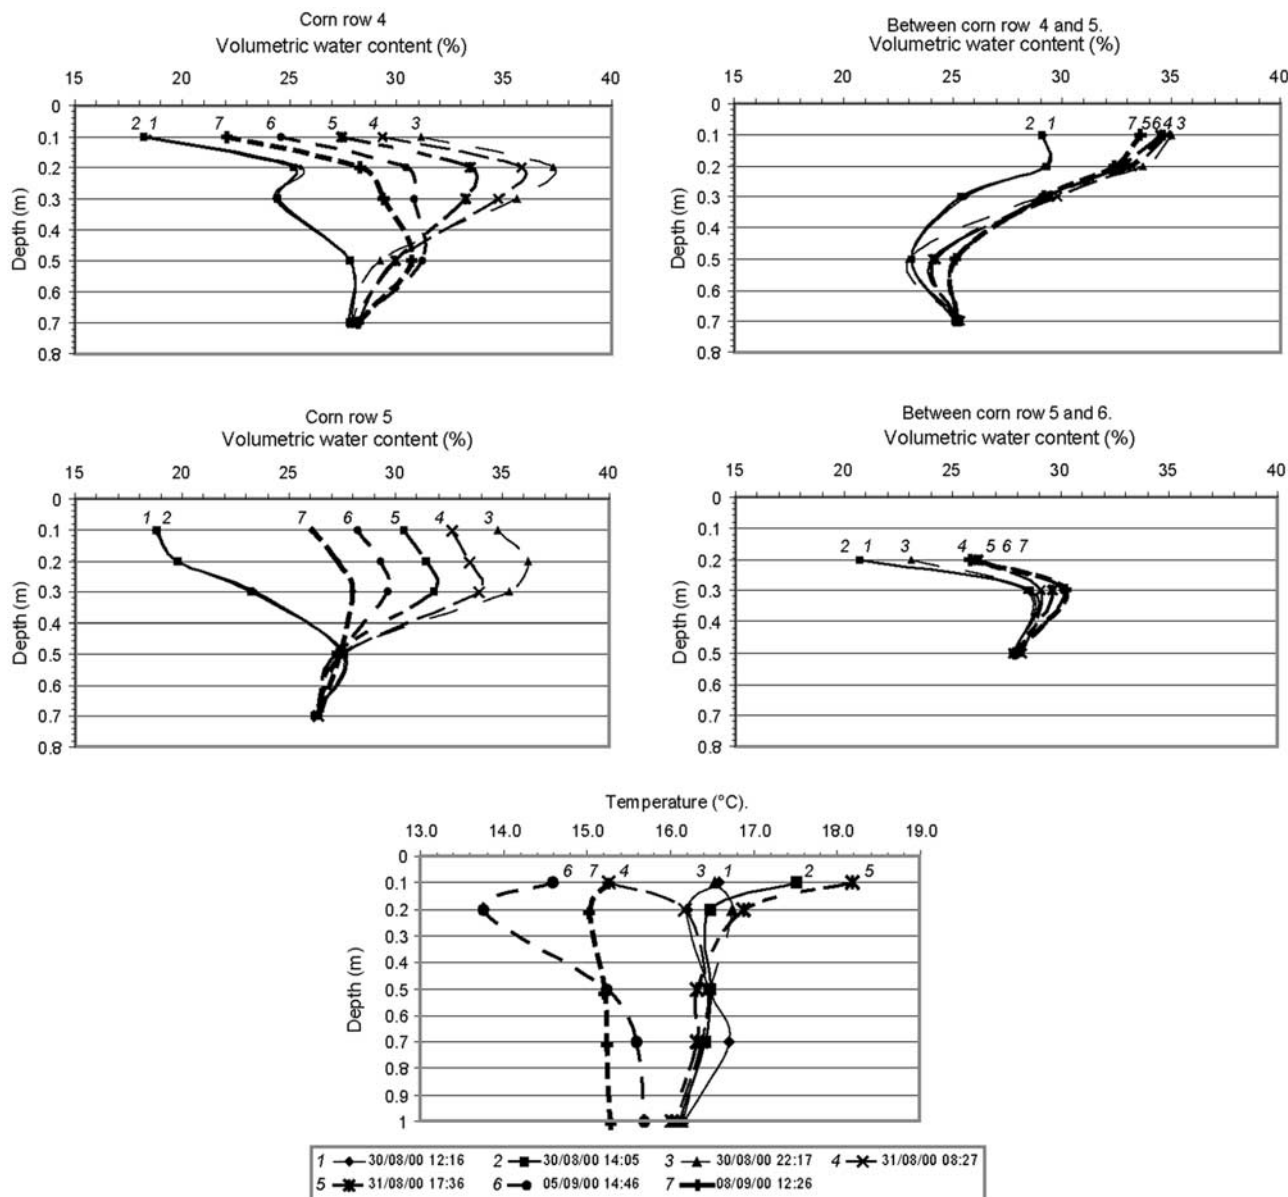 Corn row 4
Volumetric water content (%)
15 20 25 30 35 40
0
0.1
0.2
0.3
0.4
0.5
0.6
0.7
0.8
Depth (m)
2 1 7 6 5 4 3
Between corn row 4 and 5.
Volumetric water content (%)
15 20 25 30 35 40
0
0.1
0.2
0.3
0.4
0.5
0.6
0.7
0.8
Depth (m)
2 1 7 5 6 4 3
Corn row 5
Volumetric water content (%)
15 20 25 30 35 40
0
0.1
0.2
0.3
0.4
0.5
0.6
0.7
0.8
Depth (m)
1 2 7 6 5 4 3
Between corn row 5 and 6.
Volumetric water content (%)
15 20 25 30 35 40
0
0.1
0.2
0.3
0.4
0.5
0.6
0.7
0.8
Depth (m)
2 1 3 4 5 6 7
Temperature (°C).
13.0 14.0 15.0 16.0 17.0 18.0 19.0
0
0.1
0.2
0.3
0.4
0.5
0.6
0.7
0.8
0.9
1
Depth (m)
6 7 4 3 1 2 5
1 30/08/00 12:16 2 30/08/00 14:05 3 30/08/00 22:17 4 31/08/00 08:27
5 31/08/00 17:36 6 05/09/00 14:46 7 08/09/00 12:26